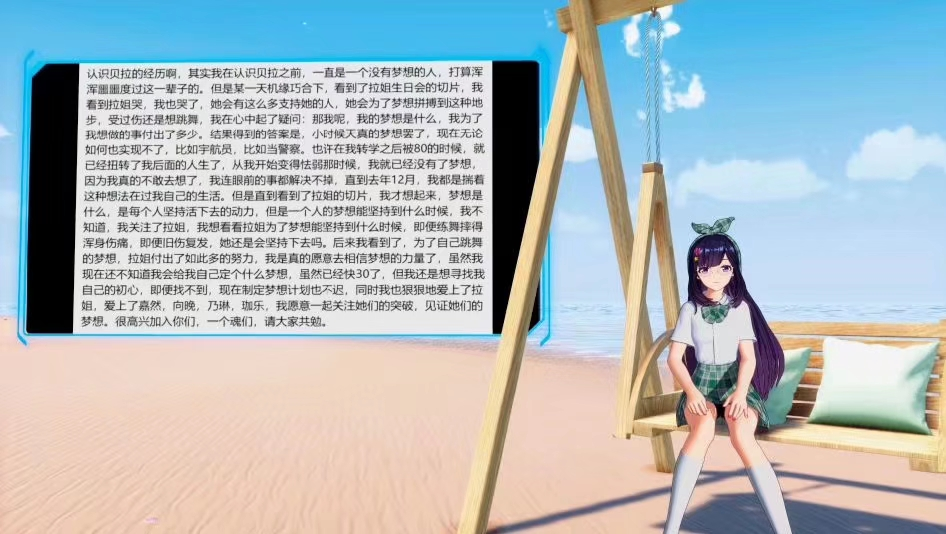 认识贝拉的经历啊，其实我在认识贝拉之前，一直是一个没有梦想的人，打算浑
浑噩噩度过这一辈子的。但是某一天机缘巧合下，看到了拉姐生日会的切片，我
看到拉姐哭，我也哭了，她会有这么多支持她的人，她会为了梦想拼搏到这种地
步，受过伤还是想跳舞，我在心中起了疑问：那我呢，我的梦想是什么，我为了
我想做的事付出了多少。结果得到的答案是，小时候天真的梦想罢了，现在无论
如何也实现不了，比如宇航员，比如当警察。也许在我转学之后被80的时候，就
已经扭转了我后面的人生了，从我开始变得怯弱那时候，我就已经没有了梦想，
因为我真的不敢去想了，我连眼前的事都解决不掉，直到去年12月，我都是揣着
这种想法在过我自己的生活。但是直到看到了拉姐的切片，我才想起来，梦想是
什么，是每个人坚持活下去的动力，但是一个人的梦想能坚持到什么时候，我不
知道，我关注了拉姐，我想看看拉姐为了梦想能坚持到什么时候，即便练舞摔得
浑身伤痛，即便旧伤复发，她还是会坚持下去吗。后来我看到了，为了自己跳舞
的梦想，拉姐付出了如此多的努力，我是真的愿意去相信梦想的力量了，虽然我
现在还不知道我会给我自己定个什么梦想，虽然已经快30了，但我还是想寻找我
自己的初心，即便找不到，现在制定梦想计划也不迟，同时我也狠狠地爱上了拉
姐，爱上了嘉然，向晚，乃琳，珈乐，我愿意一起关注她们的突破，见证她们的
梦想。很高兴加入你们，一个魂们，请大家共勉。